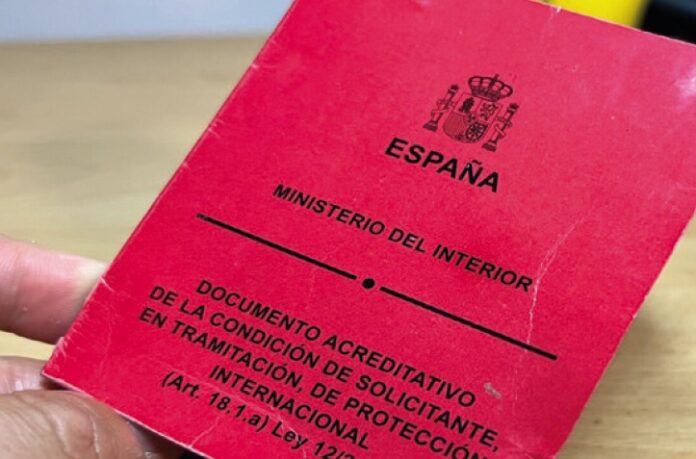 ESPAÑA
MINISTERIO DEL INTERIOR
DOCUMENTO ACREDITATIVO
DE LA CONDICIÓN DE SOLICITANTE,
EN TRAMITACIÓN, DE PROTECCIÓN
INTERNACIONAL
(Art. 18.1.a) Ley